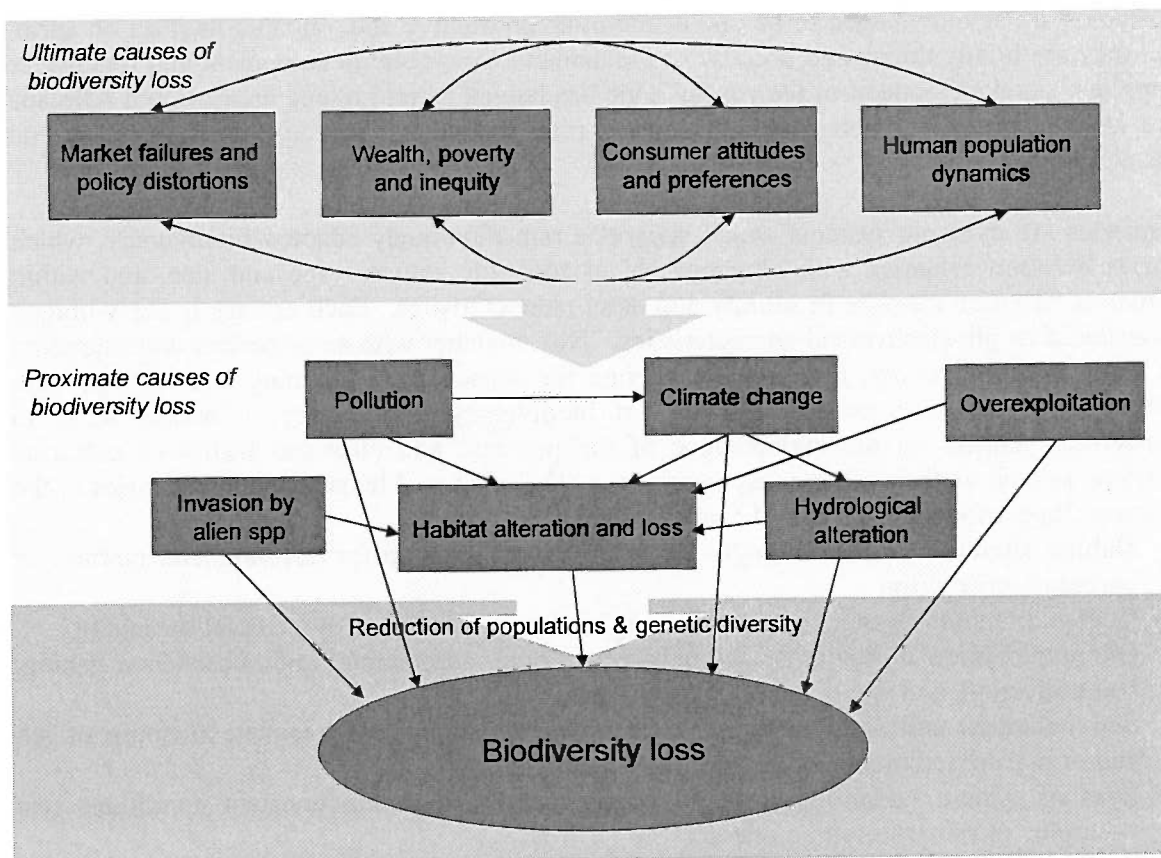 Ultimate causes of
biodiversity loss
Market failures and
policy distortions
Wealth, poverty
and inequity
Consumer attitudes
and preferences
Human population
dynamics
Proximate causes of
biodiversity loss
Pollution
Climate change
Overexploitation
Invasion by
alien spp
Habitat alteration and loss
Hydrological
alteration
Reduction of populations & genetic diversity
Biodiversity loss